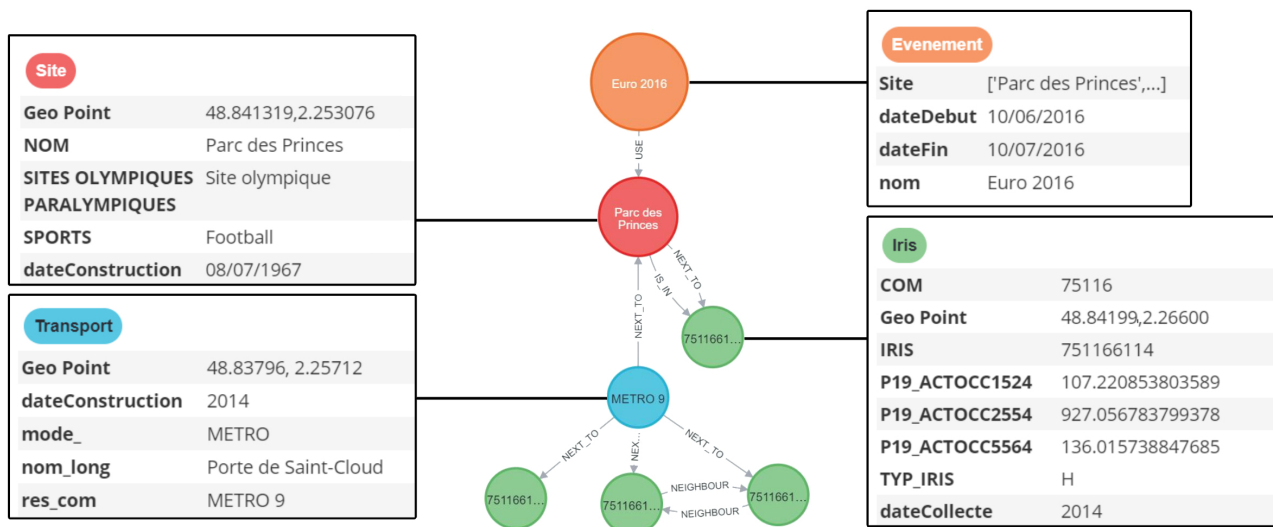 Site
Geo Point 48.841319,2.253076
NOM Parc des Princes
SITES OLYMPIQUES Site olympique
PARALYMPIQUES
SPORTS Football
dateConstruction 08/07/1967
Transport
Geo Point 48.83796, 2.25712
dateConstruction 2014
mode_ METRO
nom_long Porte de Saint-Cloud
res_com METRO 9
Euro 2016
USE
Parc des
Princes
NEXT_TO
IS_IN
NEXT_TO
7511661...
METRO 9
NEXT_TO
NEX...
NEXT_TO
7511661...
7511661...
NEIGHBOUR
NEIGHBOUR
7511661...
Evenement
Site ['Parc des Princes',...]
dateDebut 10/06/2016
dateFin 10/07/2016
nom Euro 2016
Iris
COM 75116
Geo Point 48.84199,2.26600
IRIS 751166114
P19_ACTOCC1524 107.220853803589
P19_ACTOCC2554 927.056783799378
P19_ACTOCC5564 136.015738847685
TYP_IRIS H
dateCollecte 2014